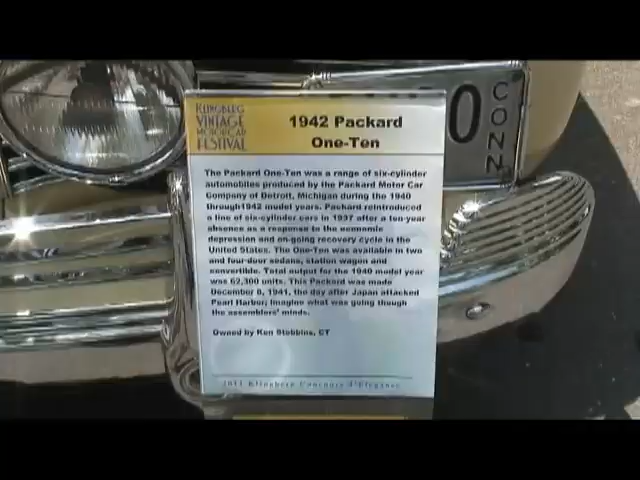 KLINGBERG
VINTAGE
MOTORCAR
FESTIVAL
1942 Packard
One-Ten
0
CONN
The Packard One-Ten was a range of six-cylinder
automobiles produced by the Packard Motor Car
Company of Detroit, Michigan during the 1940
through1942 model years. Packard reintroduced
a line of six-cylinder cars in 1937 after a ten-year
absence as a response to the economic
depression and on-going recovery cycle in the
United States. The One-Ten was available in two
and four-door sedans, station wagon and
convertible. Total output for the 1940 model year
was 62,300 units. This Packard was made
December 8, 1941, the day after Japan attacked
Pearl Harbor; imagine what was going though
the assemblers' minds.
Owned by Ken Stebbins, CT
Klingberg Concours d'Elegance